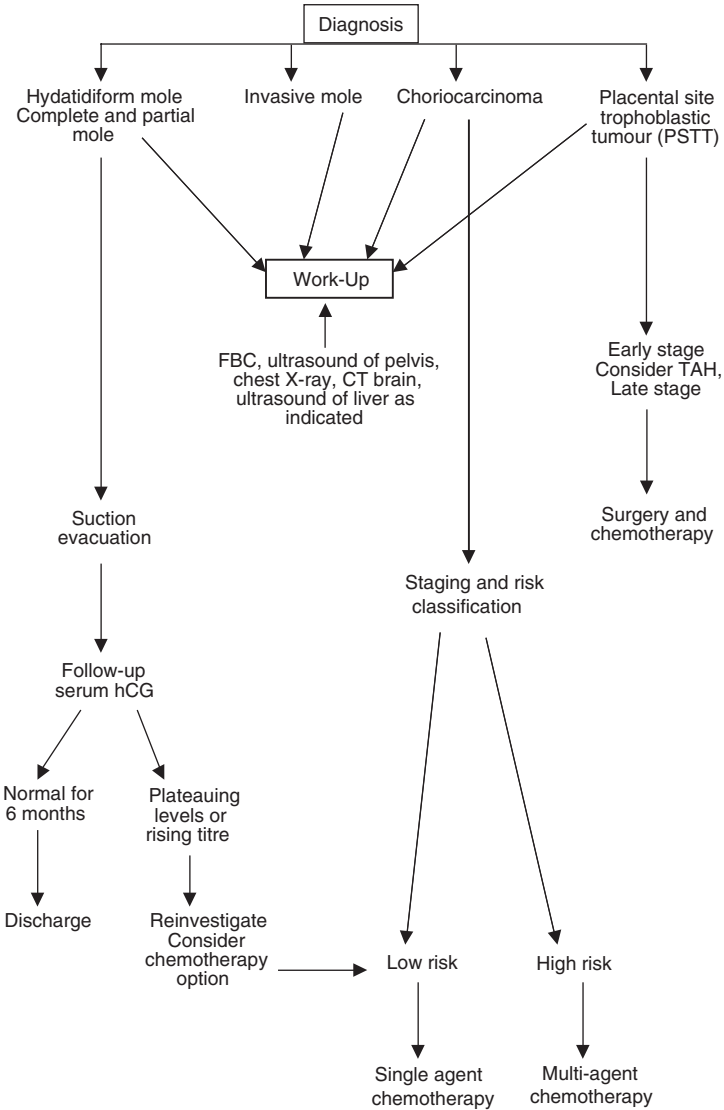 Diagnosis
Hydatidiform mole
Complete and partial
mole
Invasive mole
Choriocarcinoma
Placental site
trophoblastic
tumour (PSTT)
Work-Up
FBC, ultrasound of pelvis,
chest X-ray, CT brain,
ultrasound of liver as
indicated
Early stage
Consider TAH,
Late stage
Suction
evacuation
Surgery and
chemotherapy
Staging and risk
classification
Follow-up
serum hCG
Normal for
6 months
Plateauing
levels or
rising titre
Discharge
Reinvestigate
Consider
chemotherapy
option
Low risk
High risk
Single agent
chemotherapy
Multi-agent
chemotherapy